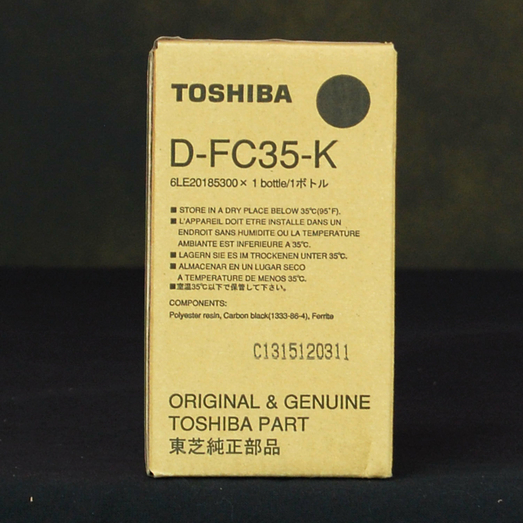 TOSHIBA
D-FC35-K
6LE20185300× 1 bottle/1ボトル
■ STORE IN A DRY PLACE BELOW 35℃(95°F).
■ L'APPAREIL DOIT ETRE INSTALLE DANS UN
ENDROIT SANS HUMIDITE OU LA TEMPERATURE
AMBIANTE EST INFERIEURE A 35℃.
■ LAGERN SIE ES IM TROCKENEN UNTER 35℃.
■ ALMACENAR EN UN LUGAR SECO
A TEMPERATURE DE MENOS 35℃.
■室温35℃以下で保管して下さい。
COMPONENTS:
Polyester resin, Carbon black(1333-86-4), Ferrite
C1315120311
ORIGINAL & GENUINE
TOSHIBA PART
東芝純正部品